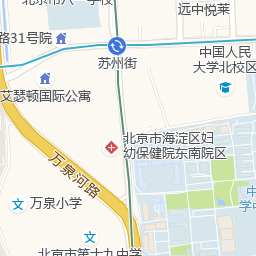 北京市八一学校
远中悦莱
路31号院
苏州街
中国人民
大学北校区
艾瑟顿国际公寓
北京市海淀区妇
幼保健院东南院区
万泉河路
万泉小学
中
学
北京市第十九中学